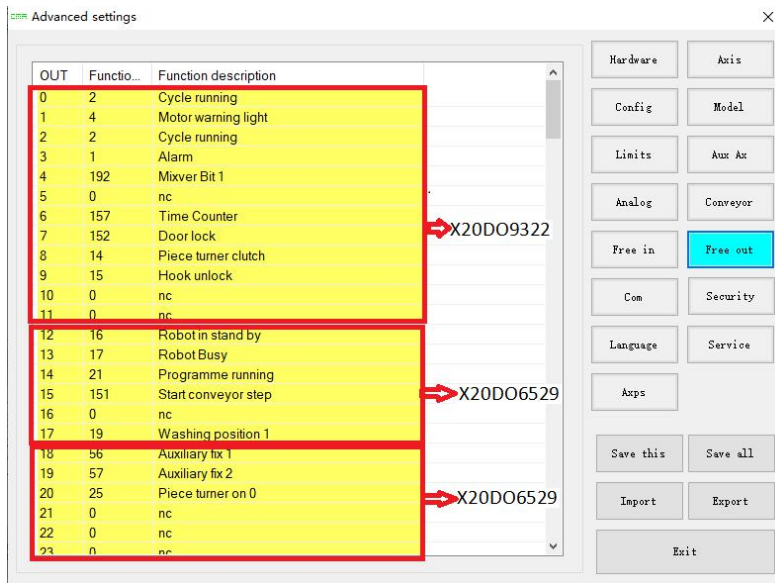 CMA Advanced settings
OUT Functio... Function description
0 2 Cycle running
1 4 Motor warning light
2 2 Cycle running
3 1 Alarm
4 192 Mixver Bit 1
5 0 nc
6 157 Time Counter
7 152 Door lock
8 14 Piece turner clutch
9 15 Hook unlock
10 0 nc
11 0 nc
X20DO9322
12 16 Robot in stand by
13 17 Robot Busy
14 21 Programme running
15 151 Start conveyor step
16 0 nc
17 19 Washing position 1
X20DO6529
18 56 Auxiliary fix 1
19 57 Auxiliary fix 2
20 25 Piece turner on 0
21 0 nc
22 0 nc
23 0 nc
X20DO6529
Hardware Axis
Config Model
Limits Aux Ax
Analog Conveyor
Free in Free out
Com Security
Language Service
Axps
Save this Save all
Import Export
Exit